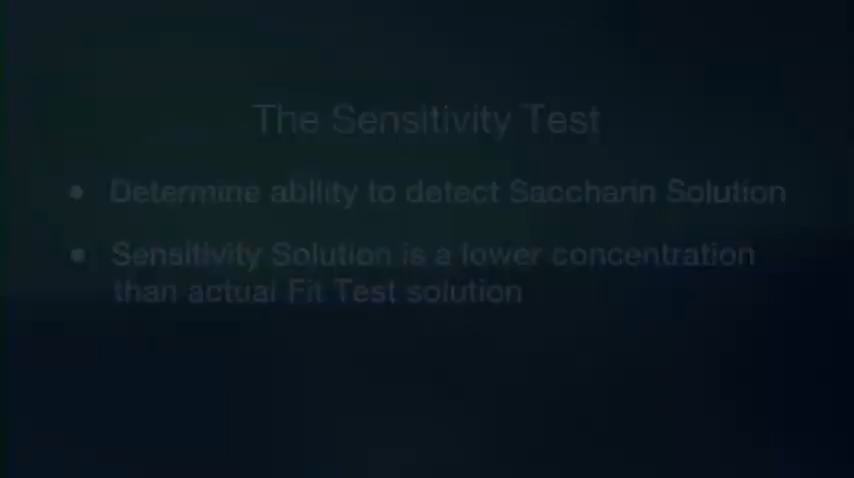 The Sensitivity Test
• Determine ability to detect Saccharin Solution
• Sensitivity Solution is a lower concentration
than actual Fit Test solution